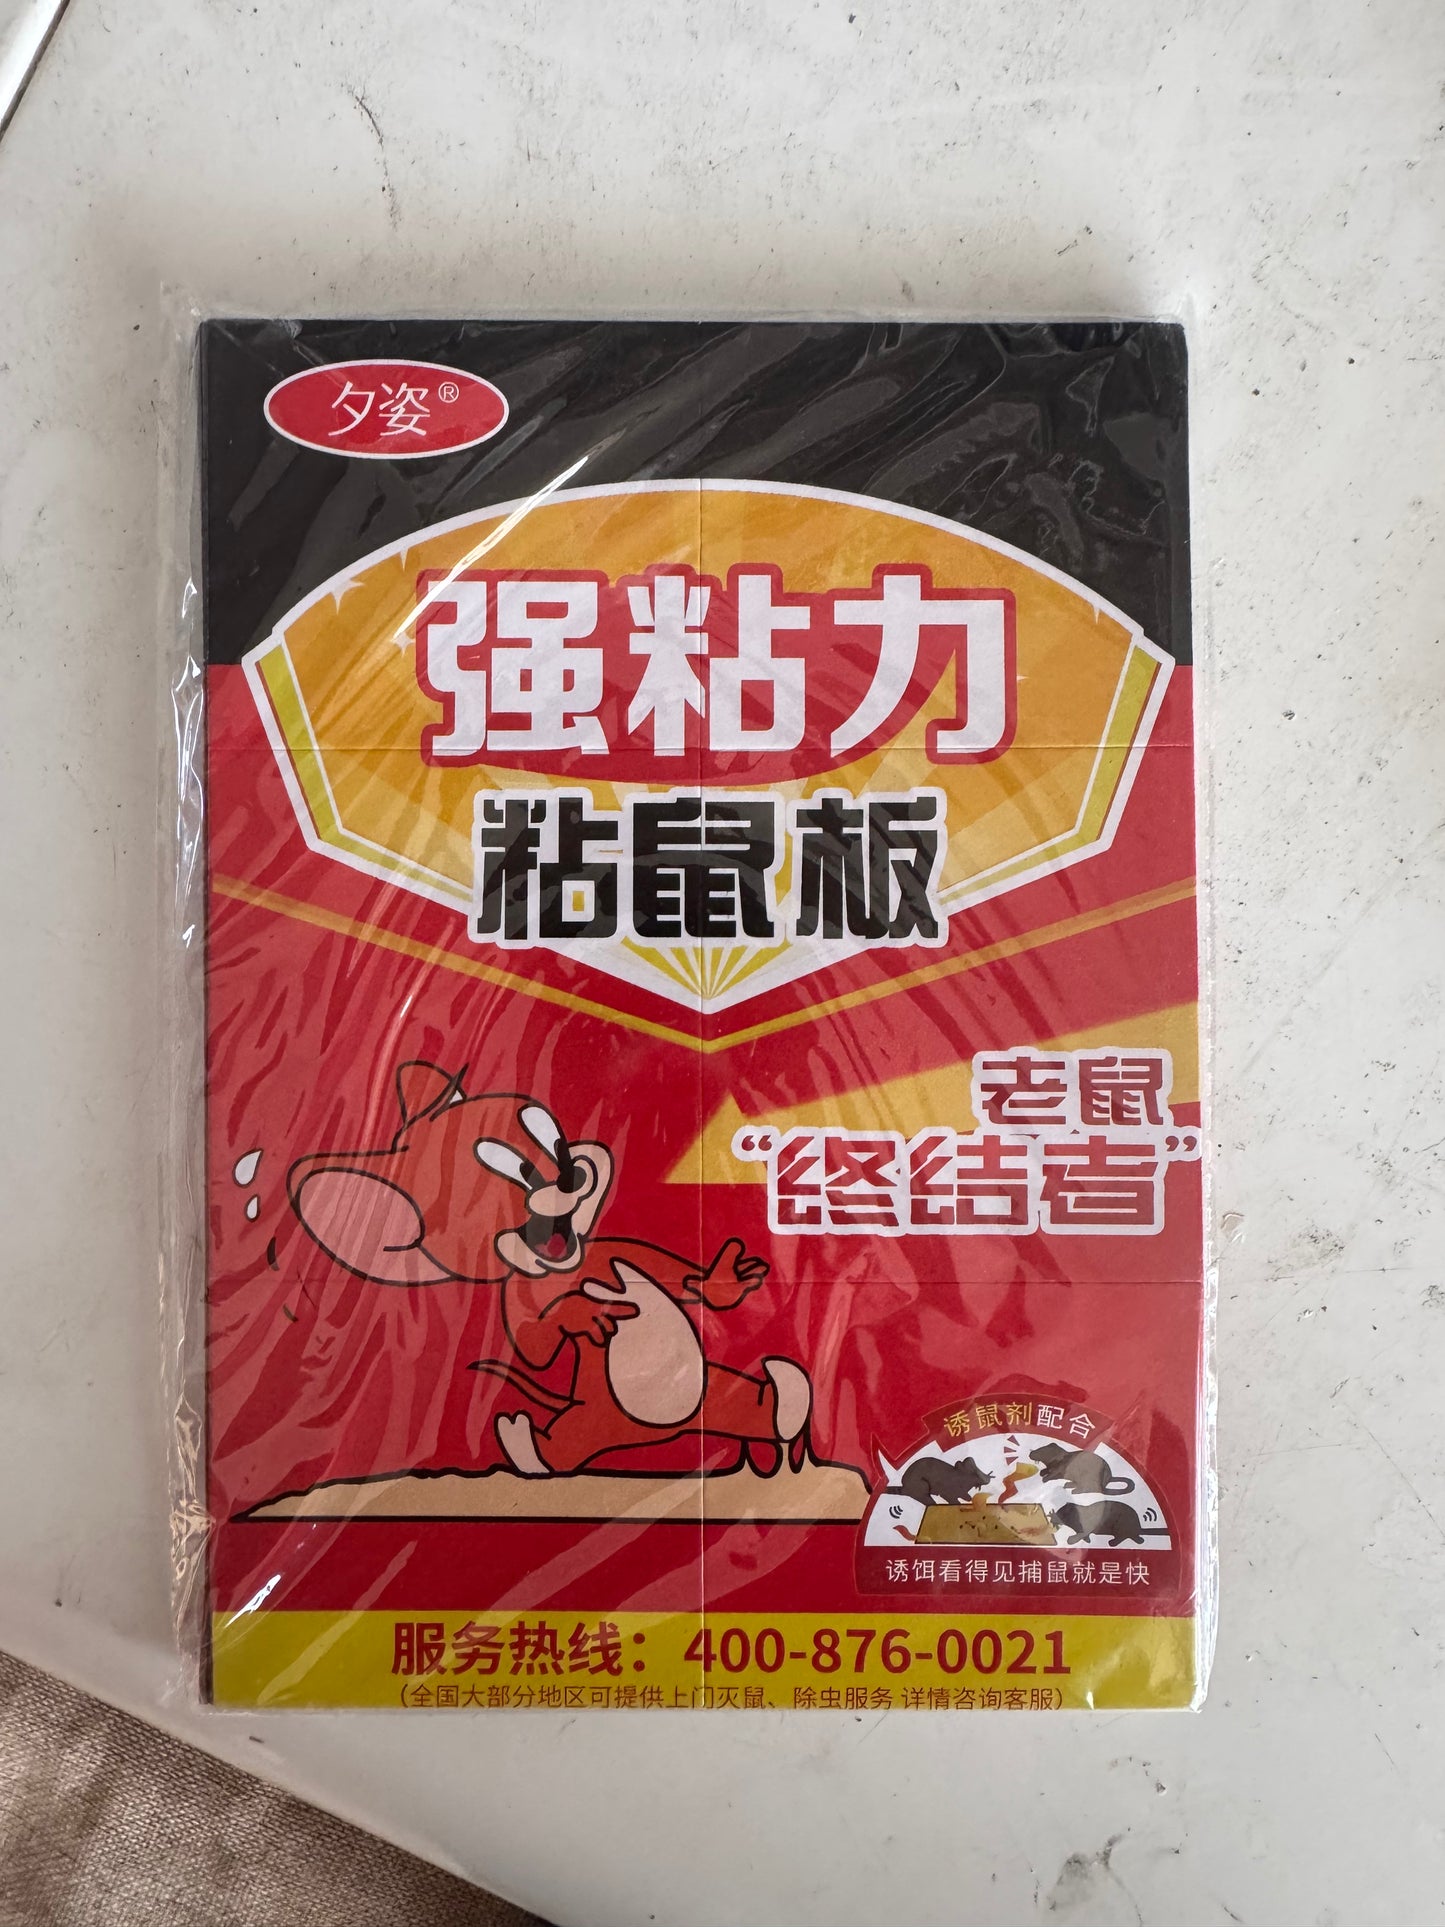 夕姿®
强粘力
粘鼠板
老鼠
“终结者”
诱鼠剂配合
诱饵看得见捕鼠就是快
服务热线：400-876-0021
（全国大部分地区可提供上门灭鼠、除虫服务 详情咨询客服）